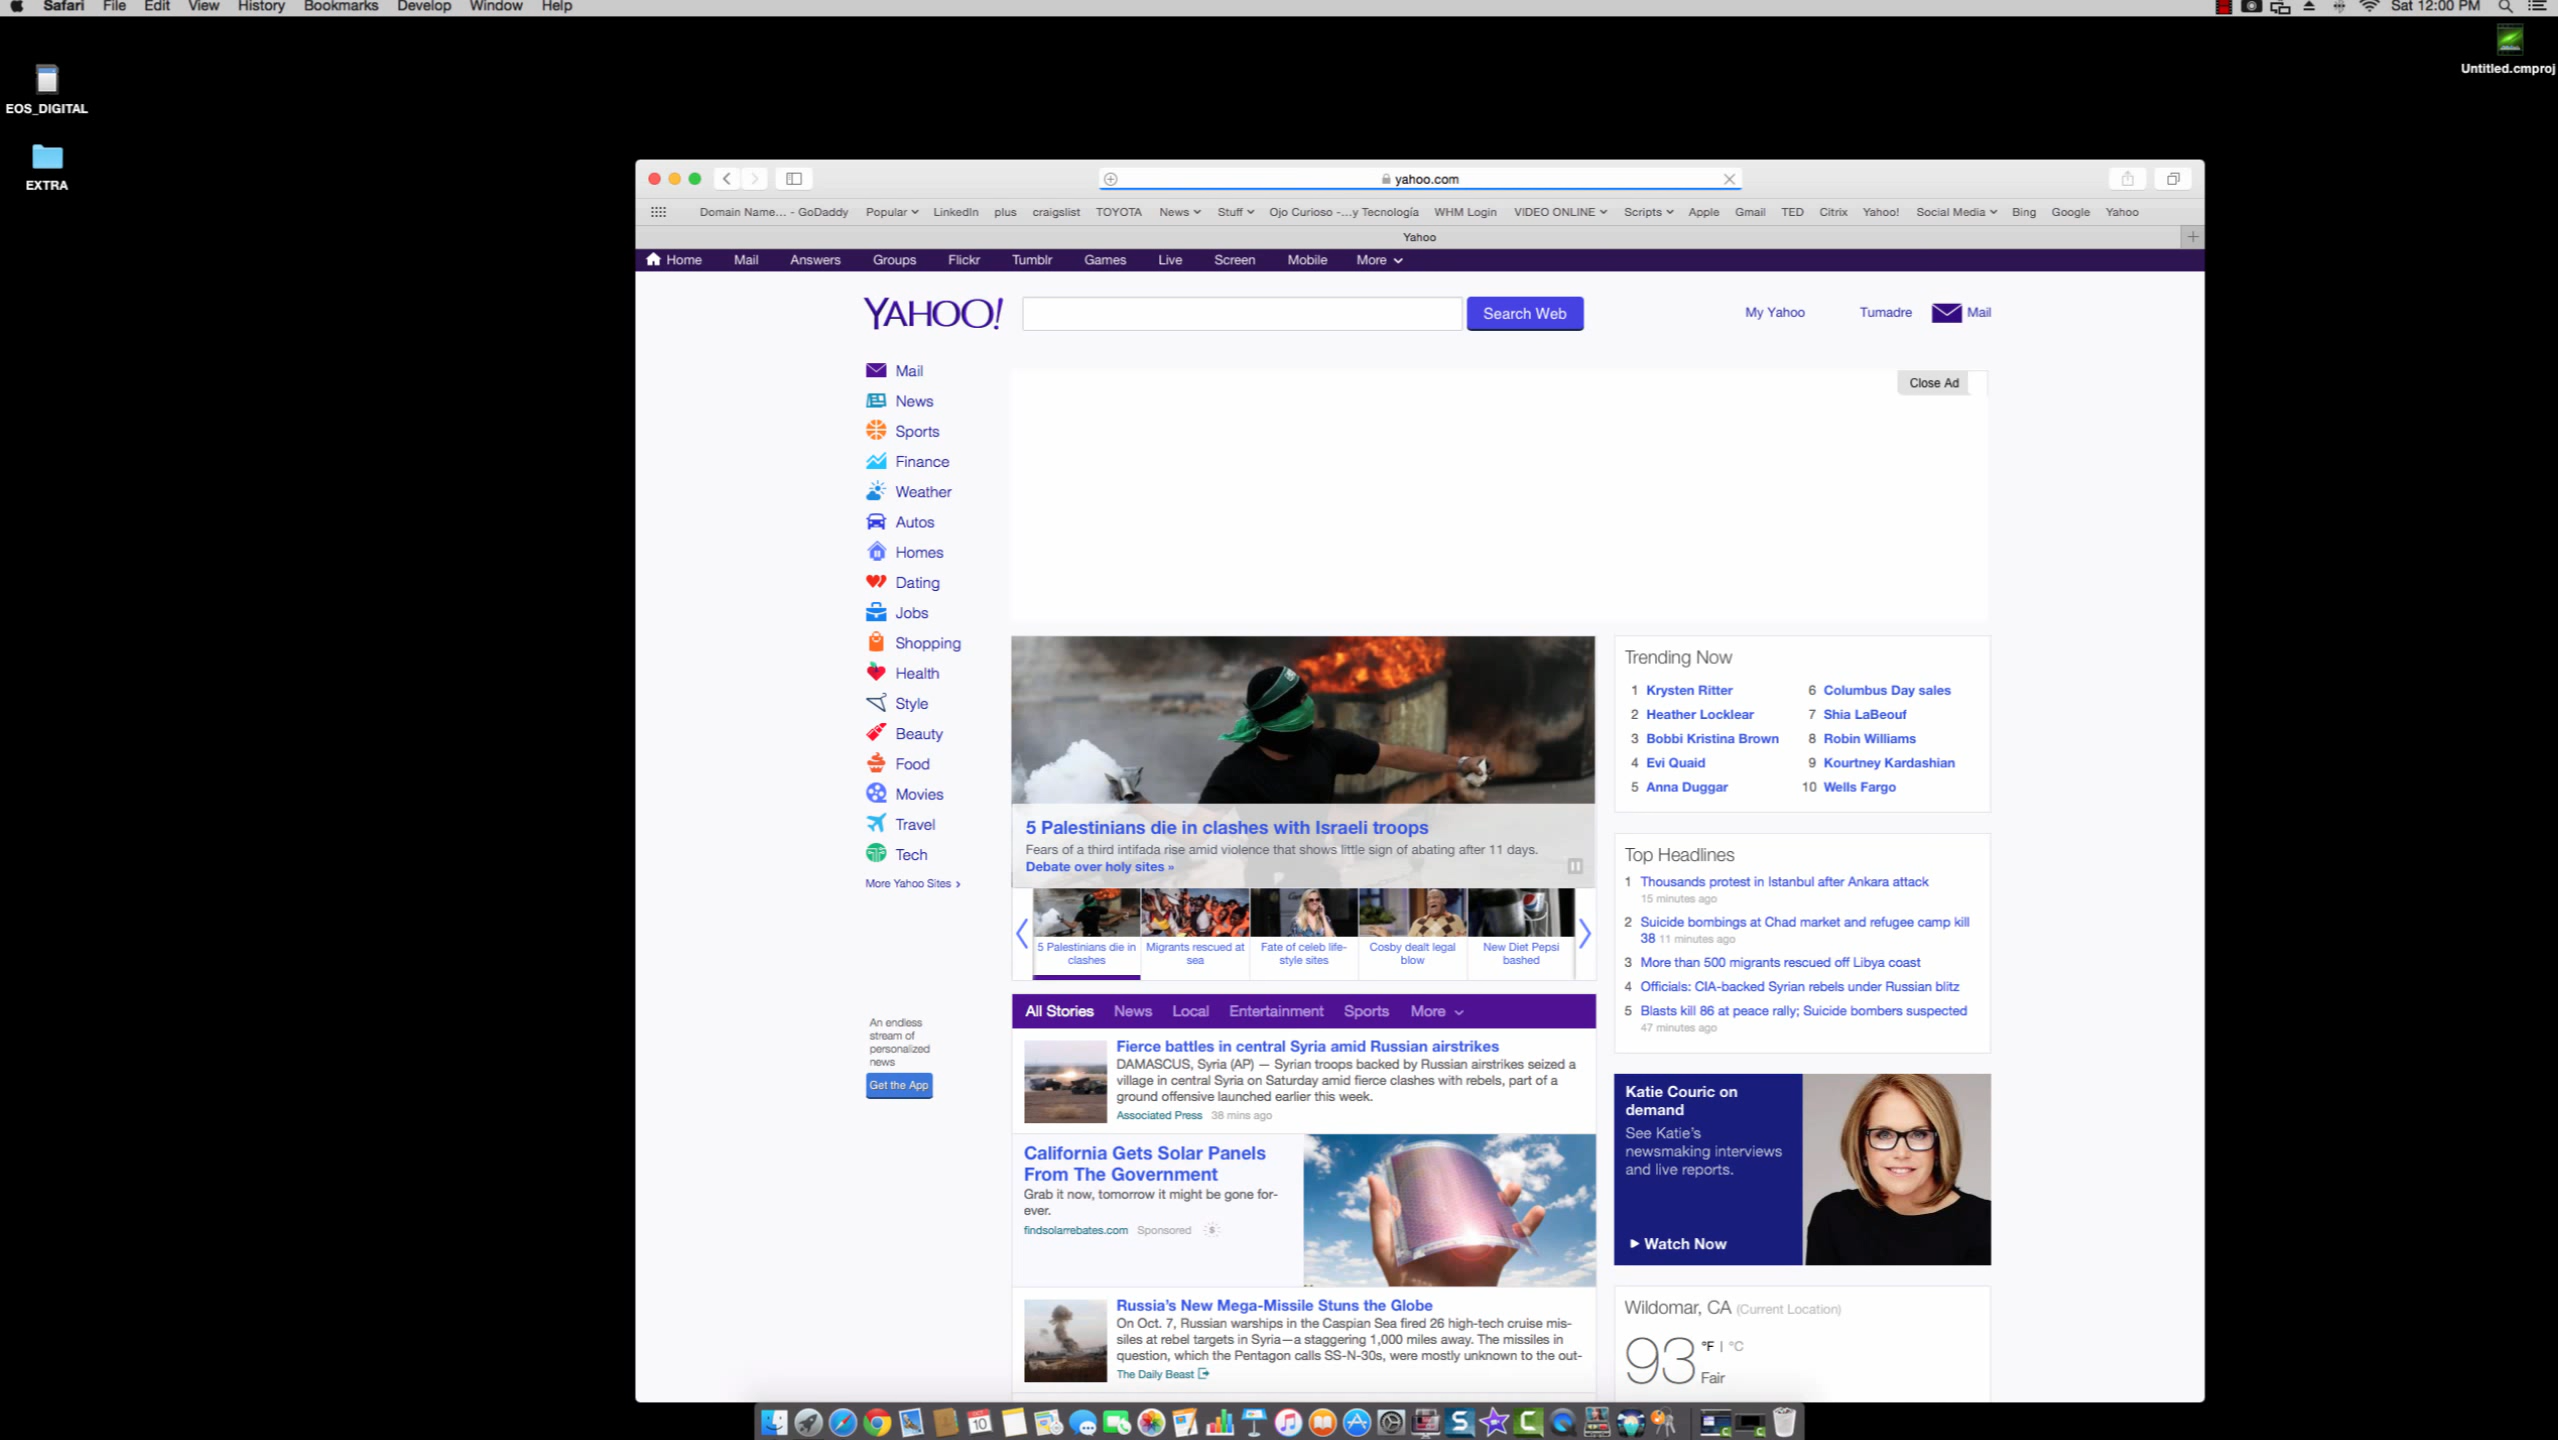 Safari File Edit View History Bookmarks Develop Window Help
Sat 12:00 PM
Untitled.cmproj
EOS_DIGITAL
EXTRA
yahoo.com
Domain Name... - GoDaddy Popular LinkedIn plus craigslist TOYOTA News Stuff Ojo Curioso -...y Tecnología WHM Login VIDEO ONLINE Scripts Apple Gmail TED Citrix Yahoo! Social Media Bing Google Yahoo
Yahoo
Home Mail Answers Groups Flickr Tumblr Games Live Screen Mobile More
YAHOO!
Search Web
My Yahoo
Tumadre
Mail
Mail
News
Sports
Finance
Weather
Autos
Homes
Dating
Jobs
Shopping
Health
Style
Beauty
Food
Movies
Travel
Tech
More Yahoo Sites ›
An endless
stream of
personalized
news
Get the App
Close Ad
5 Palestinians die in clashes with Israeli troops
Fears of a third intifada rise amid violence that shows little sign of abating after 11 days.
Debate over holy sites »
5 Palestinians die in
clashes
Migrants rescued at
sea
Fate of celeb life-
style sites
Cosby dealt legal
blow
New Diet Pepsi
bashed
All Stories News Local Entertainment Sports More
Fierce battles in central Syria amid Russian airstrikes
DAMASCUS, Syria (AP) — Syrian troops backed by Russian airstrikes seized a
village in central Syria on Saturday amid fierce clashes with rebels, part of a
ground offensive launched earlier this week.
Associated Press 38 mins ago
California Gets Solar Panels
From The Government
Grab it now, tomorrow it might be gone for-
ever.
findsolarrebates.com Sponsored
Russia's New Mega-Missile Stuns the Globe
On Oct. 7, Russian warships in the Caspian Sea fired 26 high-tech cruise mis-
siles at rebel targets in Syria—a staggering 1,000 miles away. The missiles in
question, which the Pentagon calls SS-N-30s, were mostly unknown to the out-
The Daily Beast
Trending Now
1 Krysten Ritter
2 Heather Locklear
3 Bobbi Kristina Brown
4 Evi Quaid
5 Anna Duggar
6 Columbus Day sales
7 Shia LaBeouf
8 Robin Williams
9 Kourtney Kardashian
10 Wells Fargo
Top Headlines
1 Thousands protest in Istanbul after Ankara attack
15 minutes ago
2 Suicide bombings at Chad market and refugee camp kill
38 11 minutes ago
3 More than 500 migrants rescued off Libya coast
4 Officials: CIA-backed Syrian rebels under Russian blitz
5 Blasts kill 86 at peace rally; Suicide bombers suspected
47 minutes ago
Katie Couric on
demand
See Katie's
newsmaking interviews
and live reports.
Watch Now
Wildomar, CA (Current Location)
93 °F | °C
Fair
10